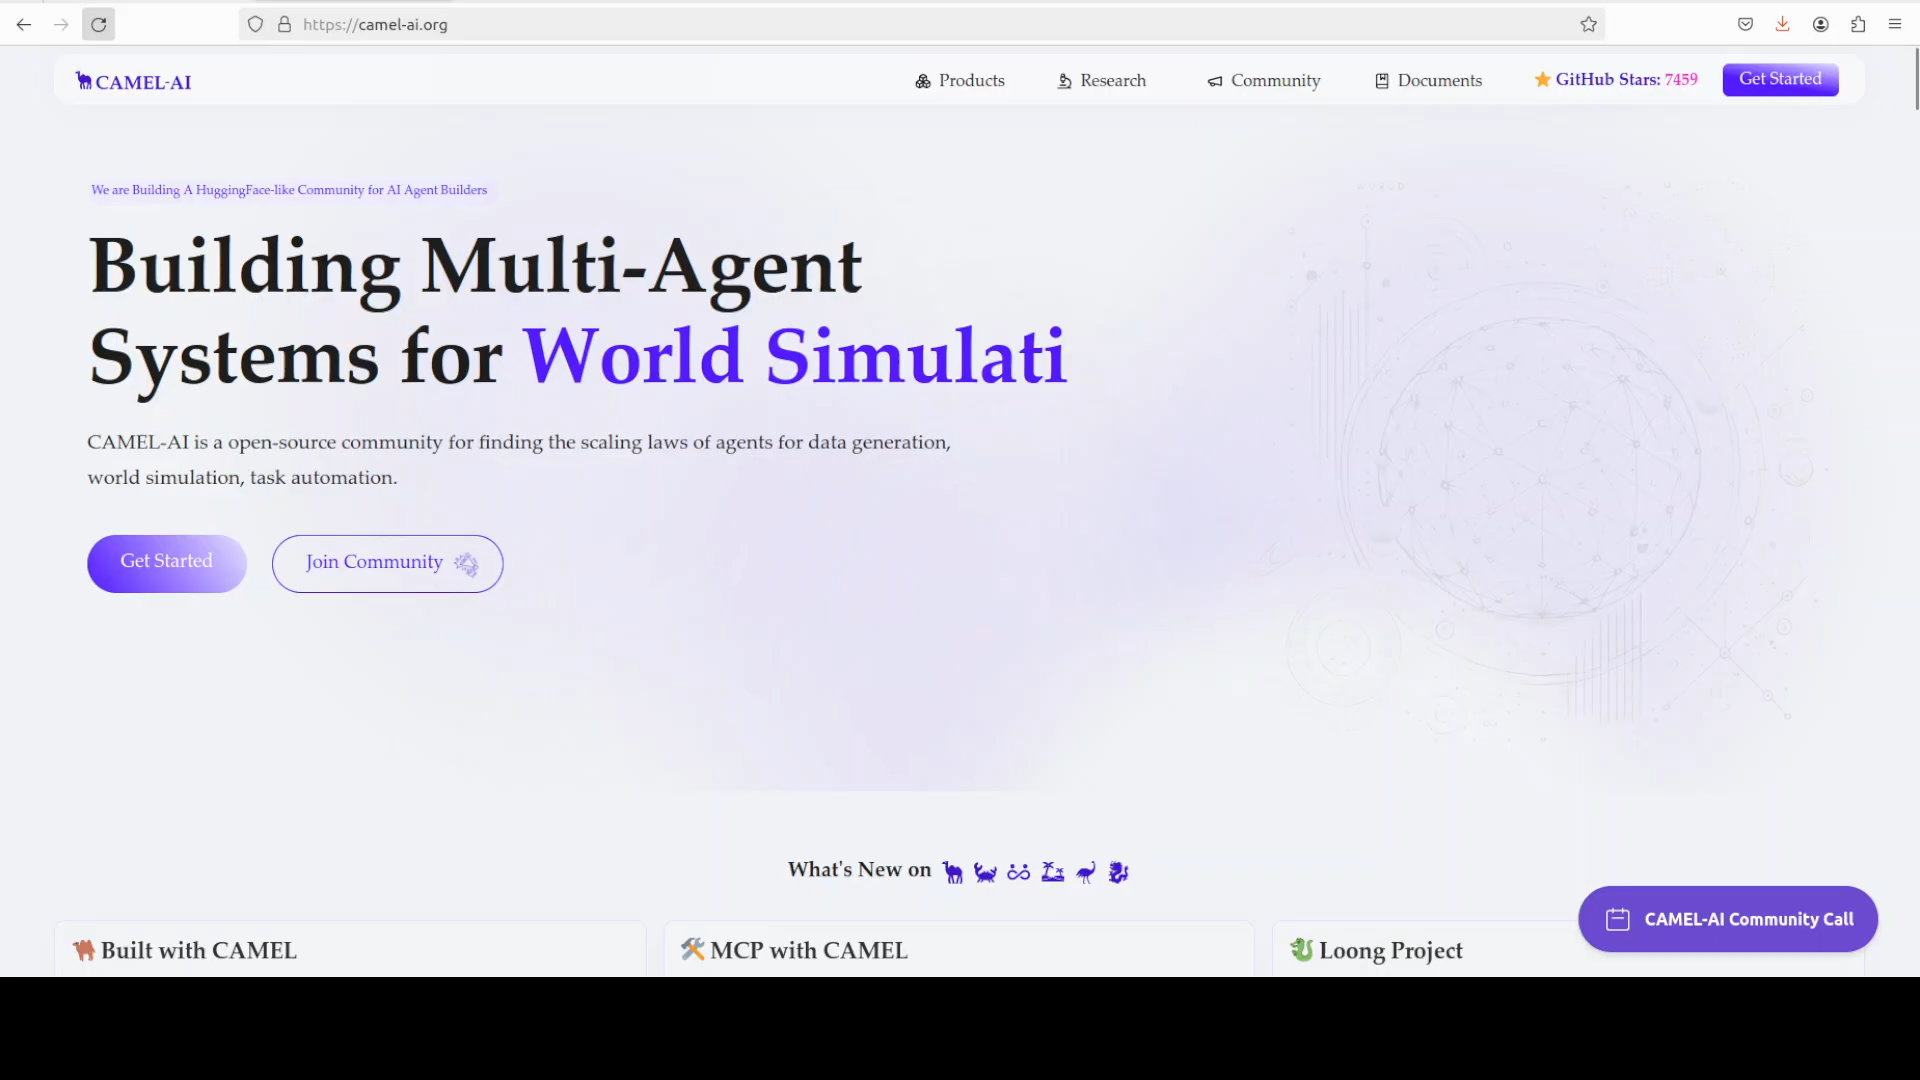 https://camel-ai.org
CAMEL-AI
Products
Research
Community
Documents
GitHub Stars: 7459
Get Started
We are Building A HuggingFace-like Community for AI Agent Builders
Building Multi-Agent
Systems for World Simulati
CAMEL-AI is a open-source community for finding the scaling laws of agents for data generation,
world simulation, task automation.
Get Started
Join Community
What's New on
CAMEL-AI Community Call
Built with CAMEL
MCP with CAMEL
Loong Project